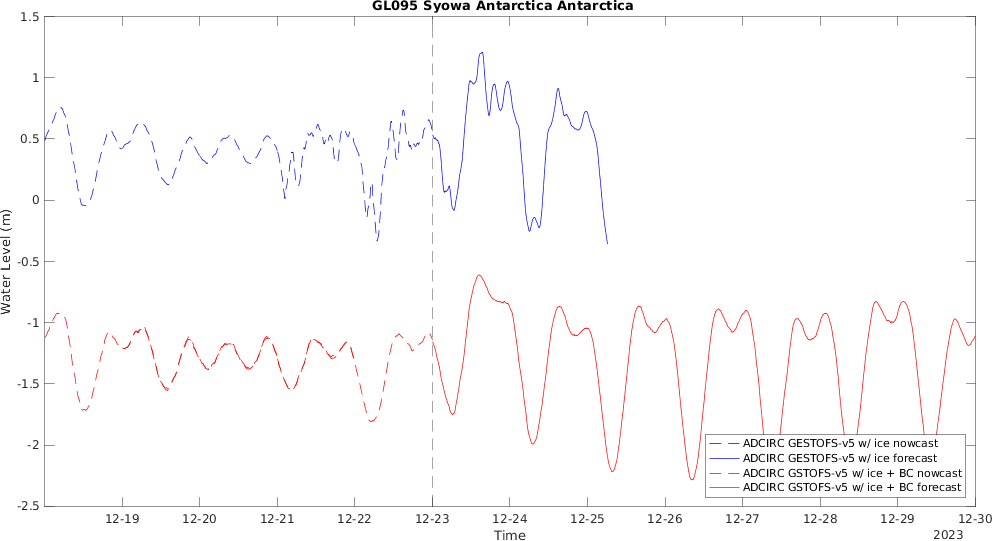 GL095 Syowa Antarctica Antarctica
1.5
1
0.5
0
-0.5
-1
-1.5
-2
-2.5
Water Level (m)
ADCIRC GESTOFS-v5 w/ ice nowcast
ADCIRC GESTOFS-v5 w/ ice forecast
ADCIRC GSTOFS-v5 w/ ice + BC nowcast
ADCIRC GSTOFS-v5 w/ ice + BC forecast
12-19 12-20 12-21 12-22 12-23 12-24 12-25 12-26 12-27 12-28 12-29 12-30
Time
2023